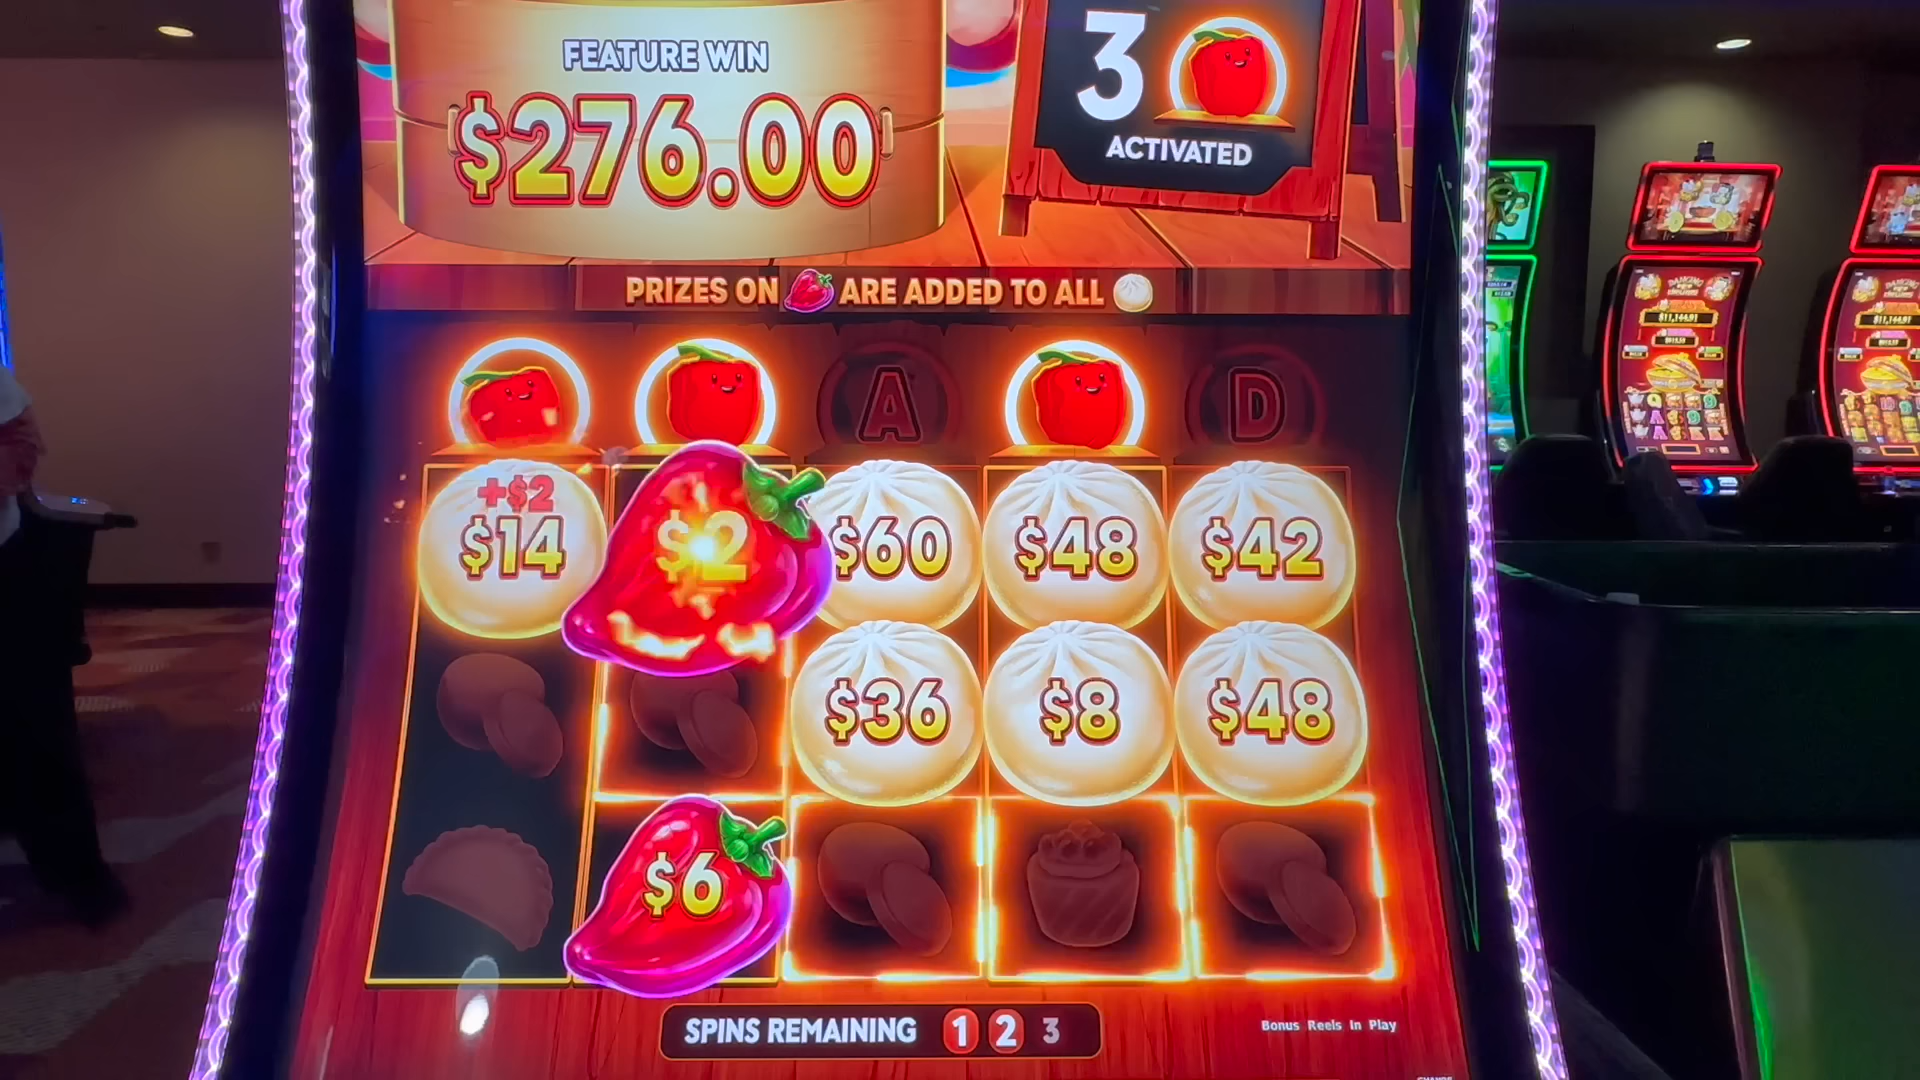 FEATURE WIN
$276.00
3
ACTIVATED
PRIZES ON ARE ADDED TO ALL
A D
+$2
$14 $2 $60 $48 $42
$36 $8 $48
$6
SPINS REMAINING 1 2 3
Bonus Reels In Play